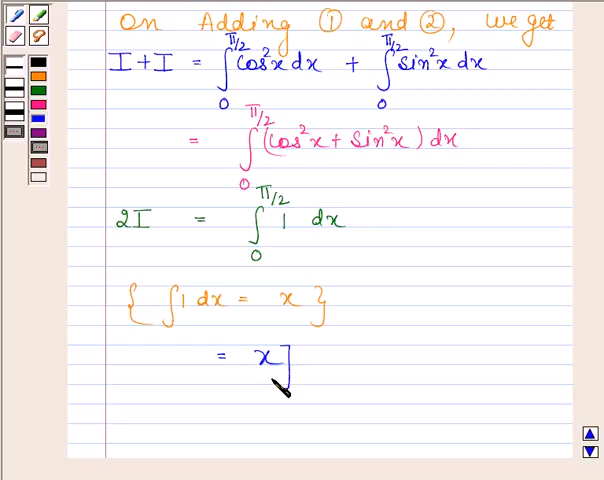 On Adding ① and ②, we get
I + I = ∫₀^π/2 cos²x dx + ∫₀^π/2 sin²x dx
= ∫₀^π/2 (cos²x + sin²x) dx
2I = ∫₀^π/2 1 dx
{ ∫1 dx = x }
= x]